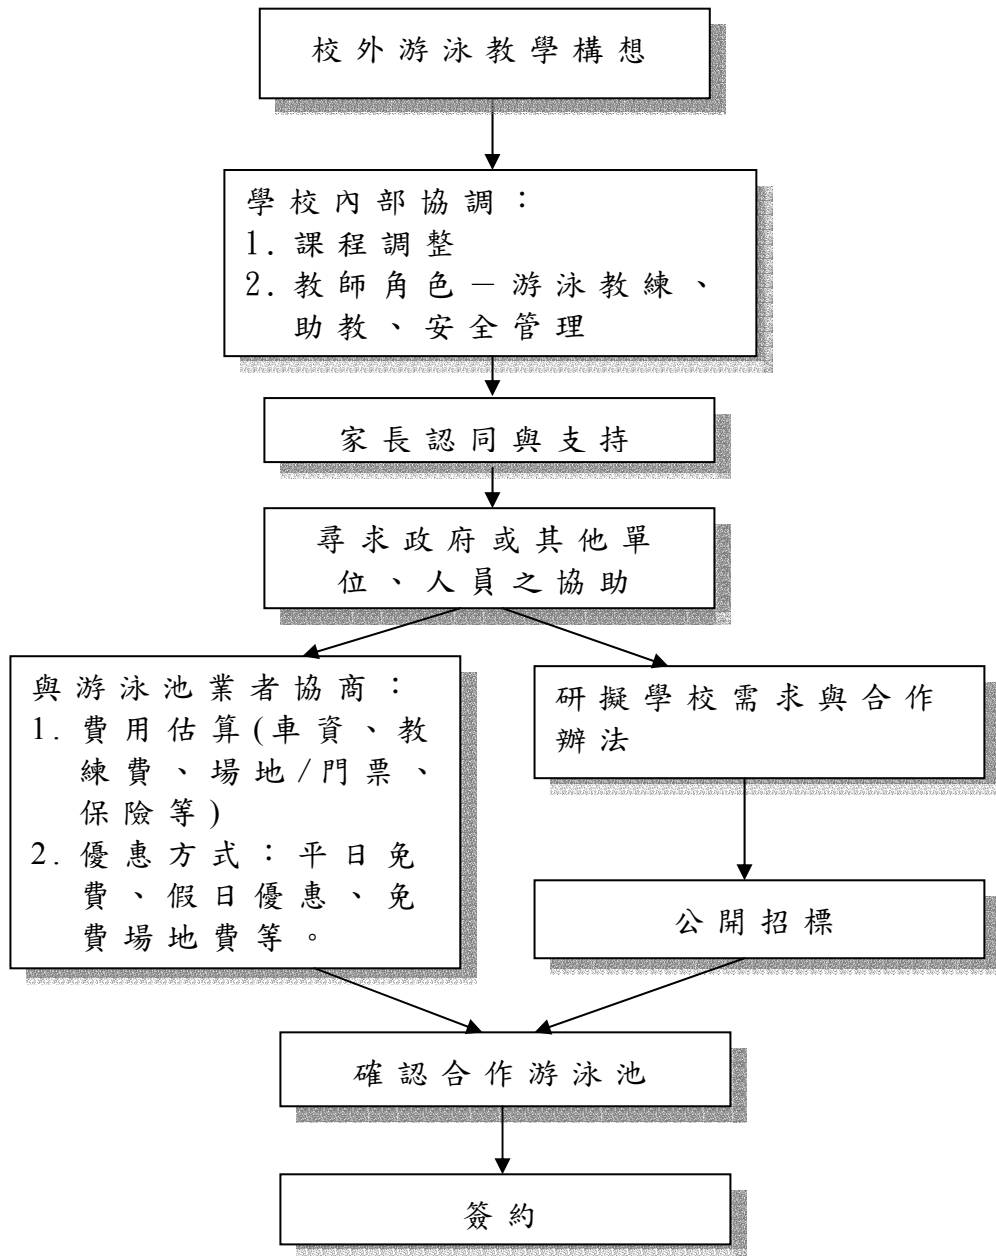 校外游泳教學構想
學校內部協調：
1. 課程調整
2. 教師角色－游泳教練、
助教、安全管理
家長認同與支持
尋求政府或其他單
位、人員之協助
與游泳池業者協商：
1. 費用估算(車資、教
練費、場地/門票、
保險等)
2. 優惠方式：平日免
費、假日優惠、免
費場地費等。
研擬學校需求與合作
辦法
公開招標
確認合作游泳池
簽約